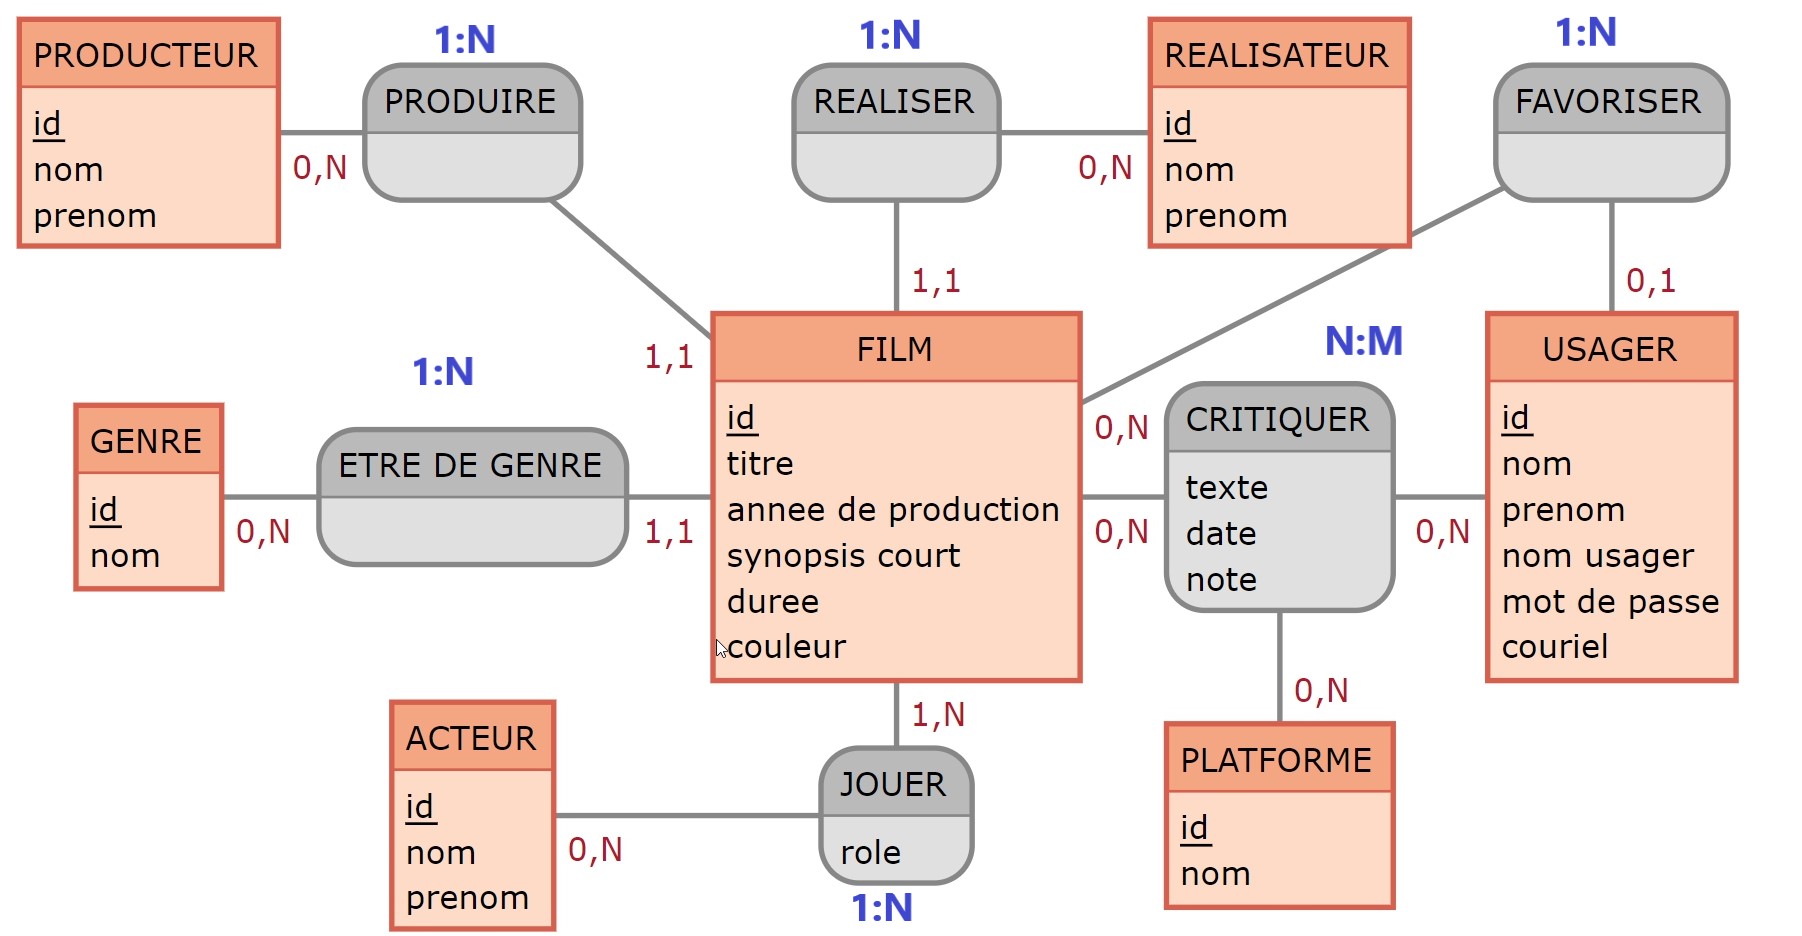 1:N
1:N
1:N
PRODUCTEUR
id
nom
prenom
0,N
PRODUIRE
1,1
REALISER
0,N
1,1
REALISATEUR
id
nom
prenom
FAVORISER
0,1
0,N
1:N
GENRE
id
nom
0,N
ETRE DE GENRE
1,1
FILM
id
titre
annee de production
synopsis court
duree
couleur
N:M
0,N
CRITIQUER
texte
date
note
0,N
USAGER
id
nom
prenom
nom usager
mot de passe
couriel
ACTEUR
id
nom
prenom
0,N
1,N
JOUER
role
1:N
0,N
PLATFORME
id
nom